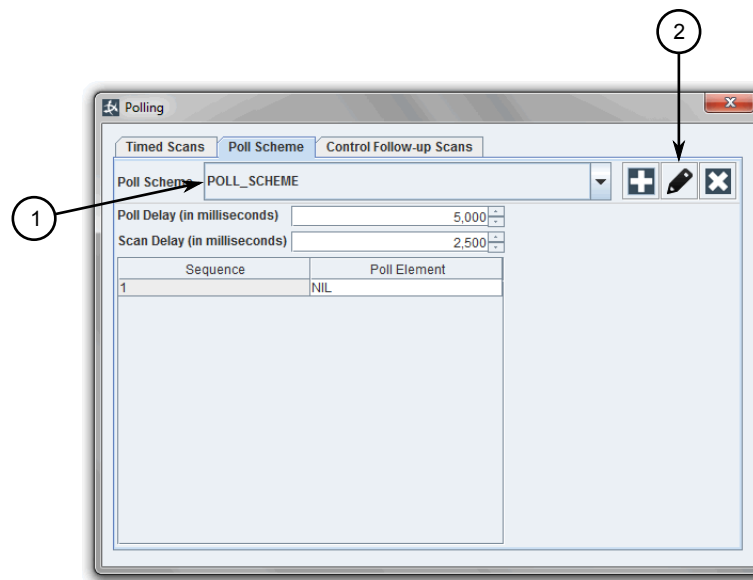 2
Polling
Timed Scans Poll Scheme Control Follow-up Scans
Poll Scheme POLL_SCHEME
1
Poll Delay (in milliseconds) 5,000
Scan Delay (in milliseconds) 2,500
Sequence Poll Element
1 NIL